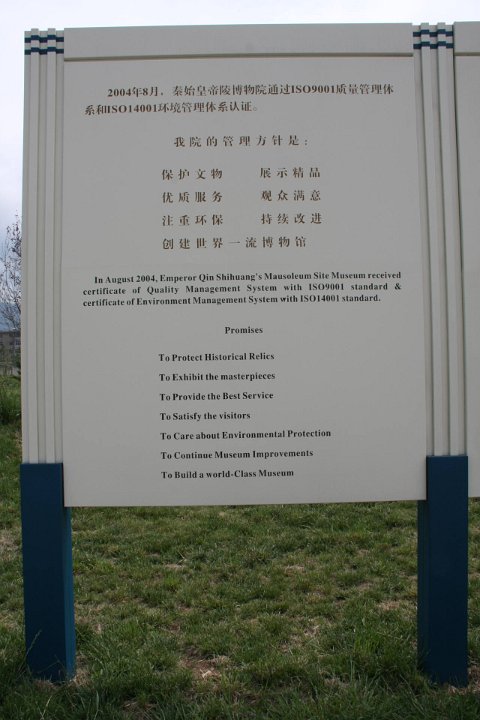 2004年8月，秦始皇帝陵博物院通过ISO9001质量管理体
系和ISO14001环境管理体系认证。
我院的管理方针是：
保护文物 展示精品
优质服务 观众满意
注重环保 持续改进
创建世界一流博物馆
In August 2004, Emperor Qin Shihuang's Mausoleum Site Museum received
certificate of Quality Management System with ISO9001 standard &
certificate of Environment Management System with ISO14001 standard.
Promises
To Protect Historical Relics
To Exhibit the masterpieces
To Provide the Best Service
To Satisfy the visitors
To Care about Environmental Protection
To Continue Museum Improvements
To Build a world-Class Museum